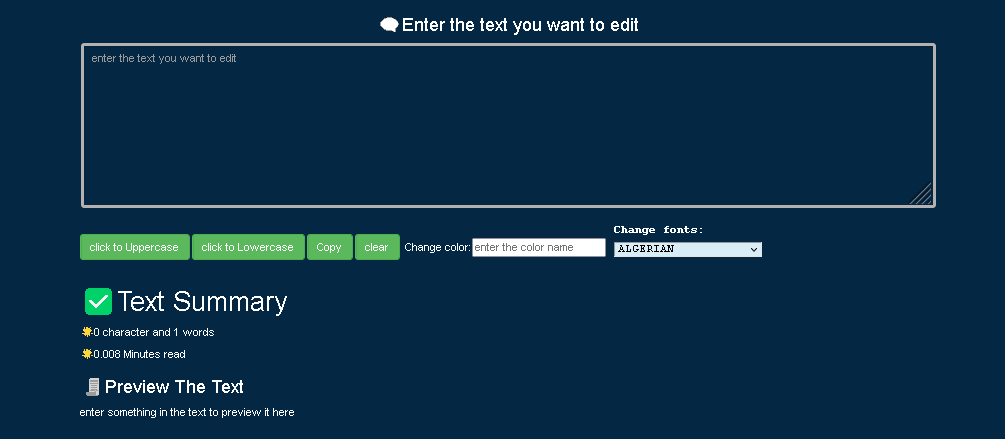 Enter the text you want to edit
enter the text you want to edit
click to Uppercase click to Lowercase Copy clear Change color: enter the color name Change fonts:
ALGERIAN
Text Summary
0 character and 1 words
0.008 Minutes read
Preview The Text
enter something in the text to preview it here